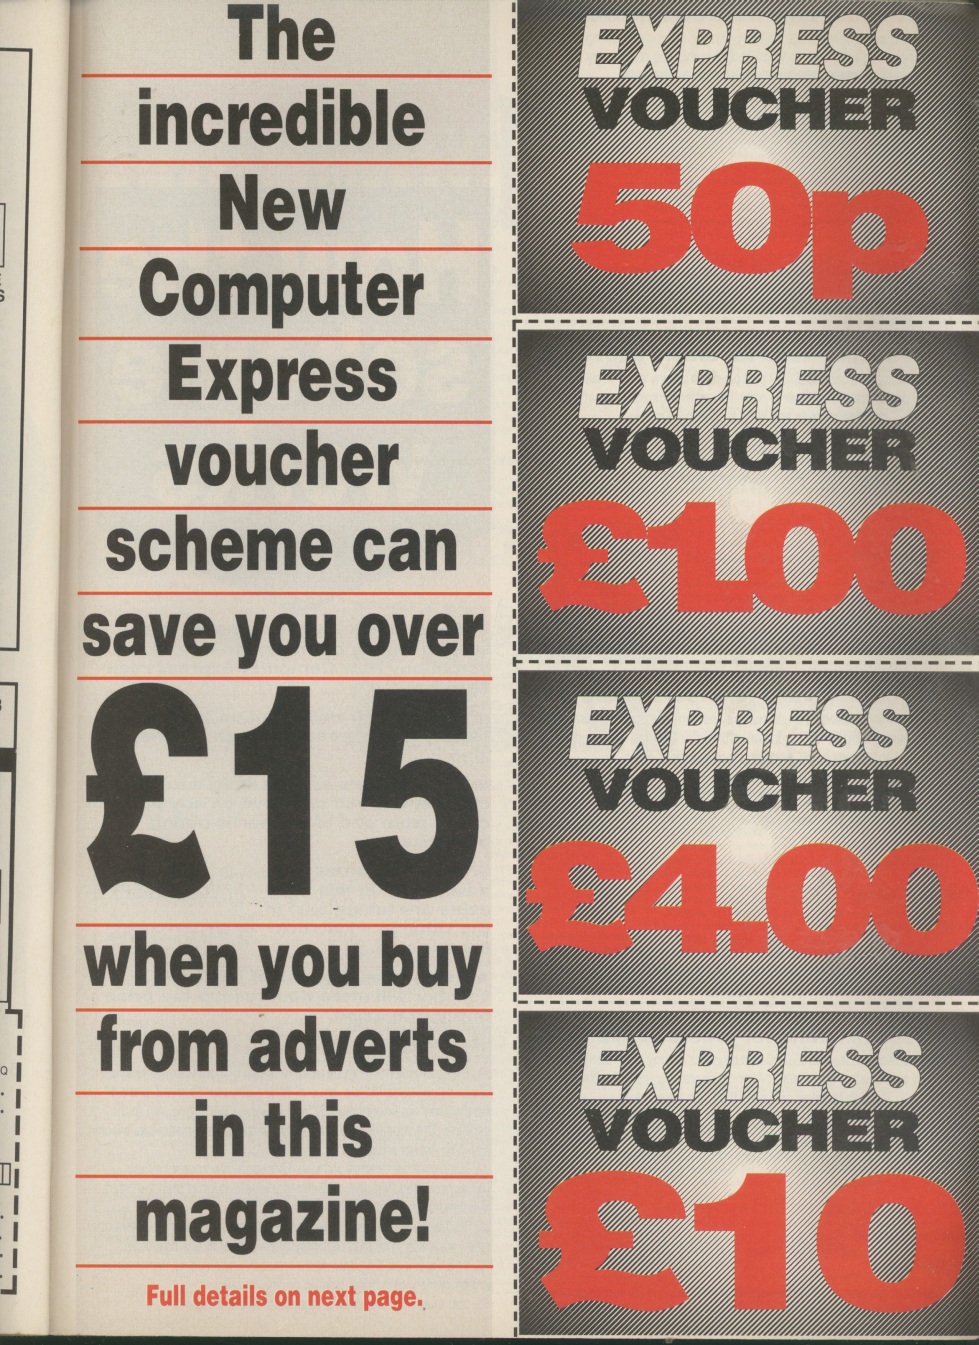 The
incredible
New
Computer
Express
voucher
scheme can
save you over
£15
when you buy
from adverts
in this
magazine!
Full details on next page.
EXPRESS
VOUCHER
50p
EXPRESS
VOUCHER
£1.00
EXPRESS
VOUCHER
£4.00
EXPRESS
VOUCHER
£10